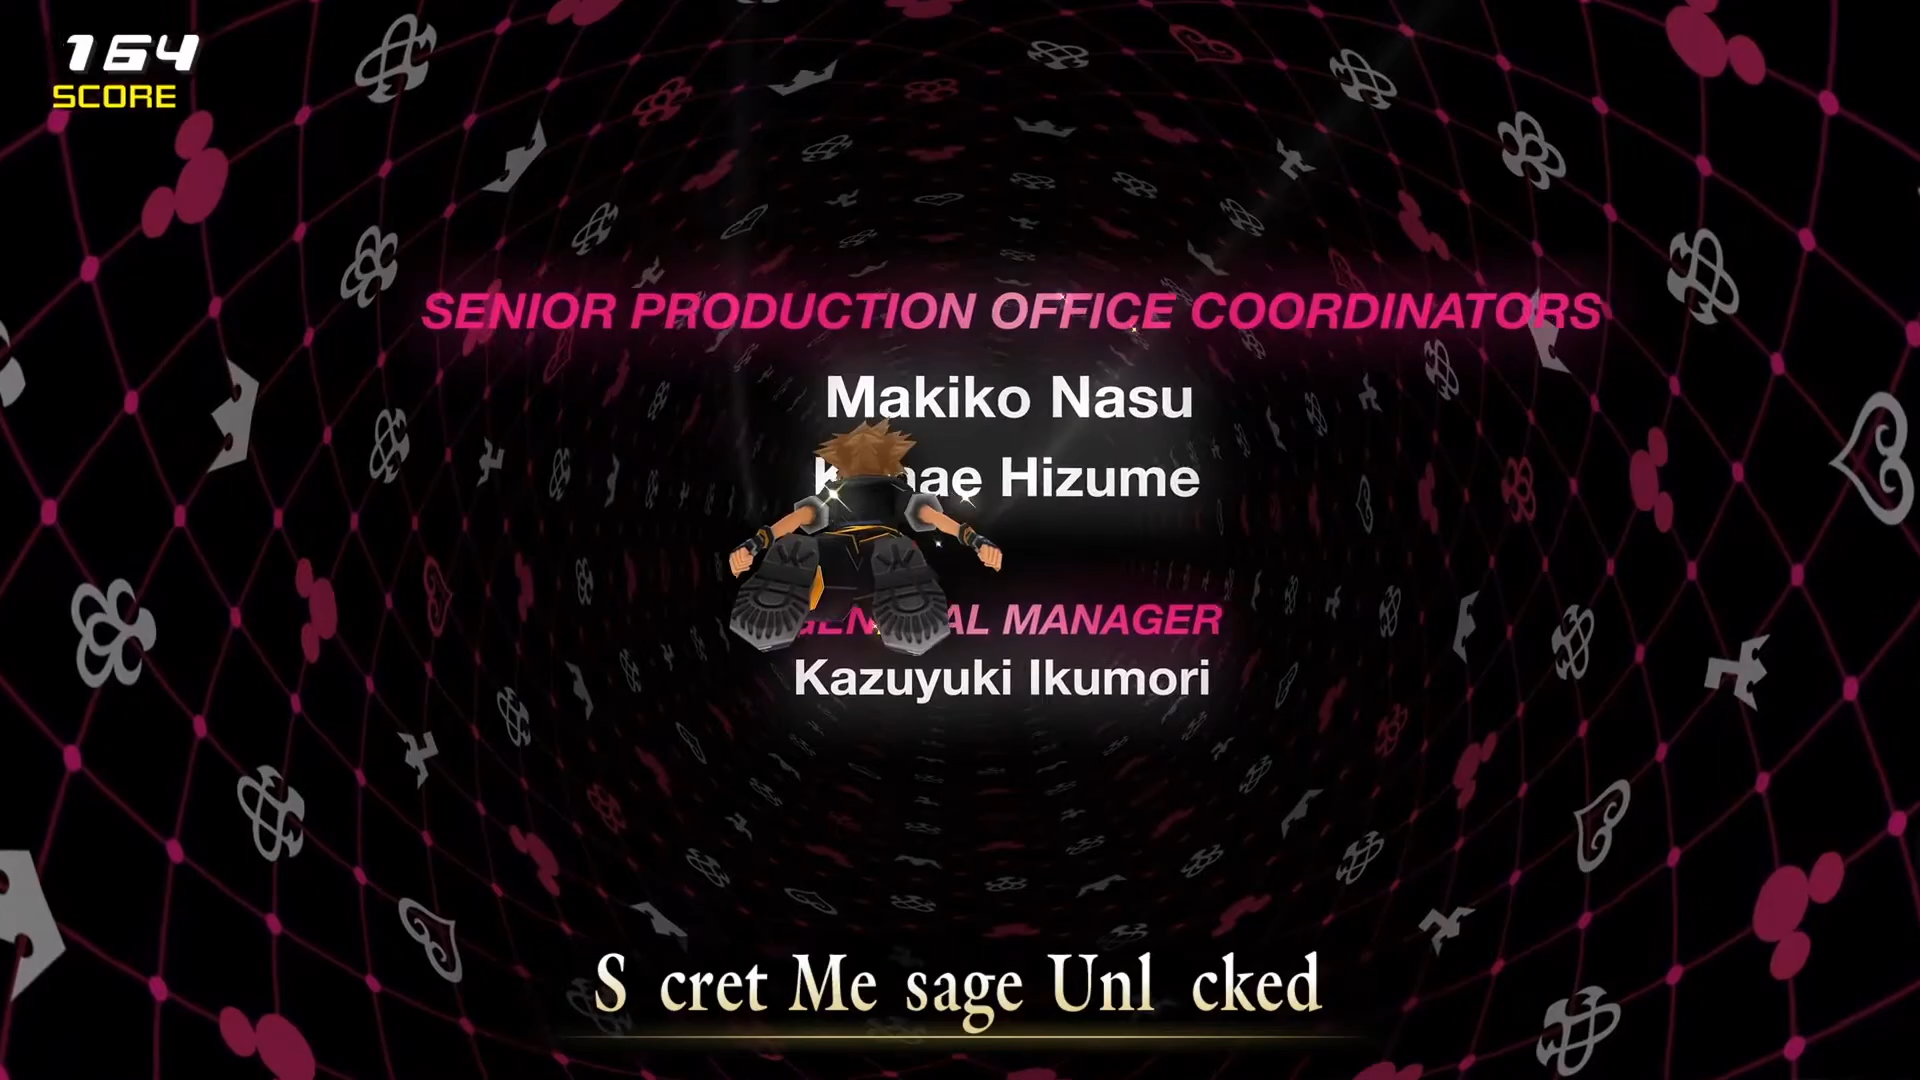 164
SCORE
SENIOR PRODUCTION OFFICE COORDINATORS
Makiko Nasu
Hizume
MANAGER
Kazuyuki Ikumori
S cret Me sage Unl cked